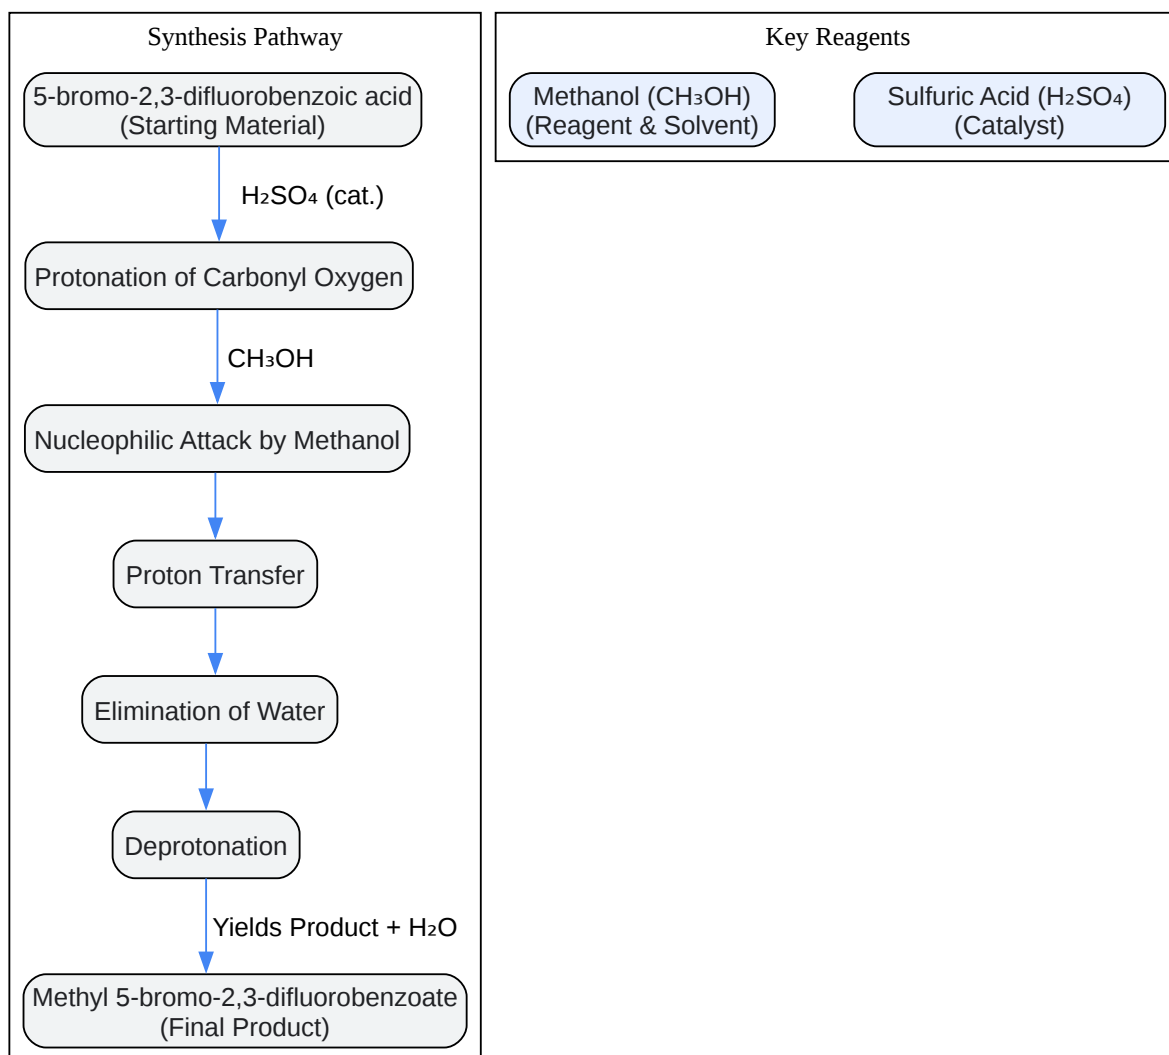 Synthesis Pathway
5-bromo-2,3-difluorobenzoic acid
(Starting Material)
H₂SO₄ (cat.)
Protonation of Carbonyl Oxygen
CH₃OH
Nucleophilic Attack by Methanol
Proton Transfer
Elimination of Water
Deprotonation
Yields Product + H₂O
Methyl 5-bromo-2,3-difluorobenzoate
(Final Product)
Key Reagents
Methanol (CH₃OH)
(Reagent & Solvent)
Sulfuric Acid (H₂SO₄)
(Catalyst)